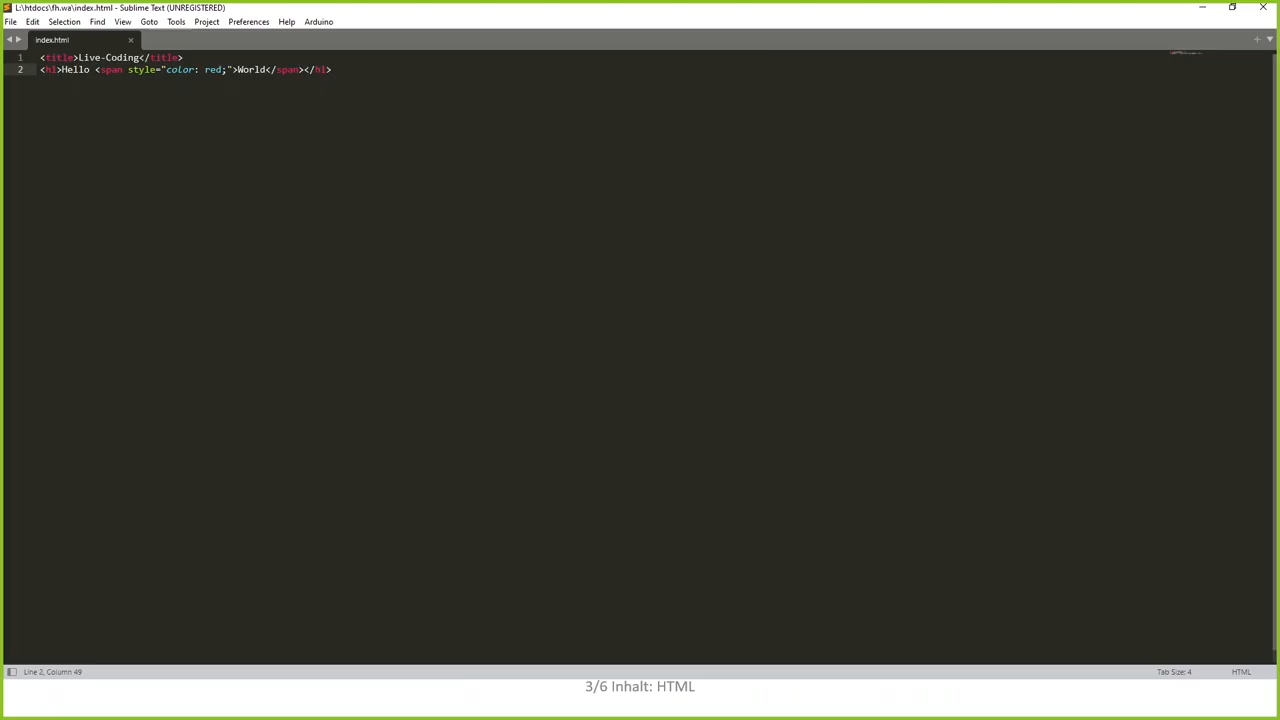 L:\htdocs\fh.wa\index.html - Sublime Text (UNREGISTERED)
File Edit Selection Find View Goto Tools Project Preferences Help Arduino
index.html
1 <title>Live-Coding</title>
2 <h1>Hello <span style="color: red;">World</span></h1>
Line 2, Column 49
Tab Size: 4
HTML
3/6 Inhalt: HTML